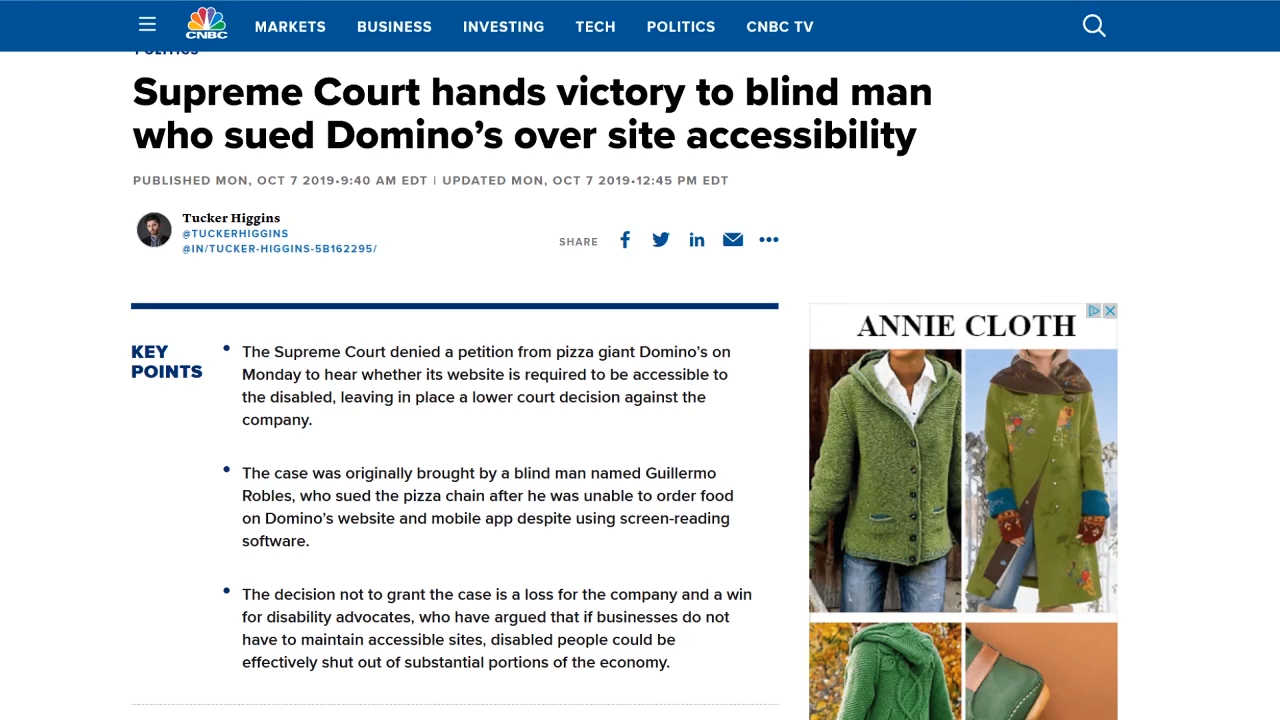 CNBC
MARKETS
BUSINESS
INVESTING
TECH
POLITICS
CNBC TV
POLITICS
Supreme Court hands victory to blind man
who sued Domino’s over site accessibility
PUBLISHED MON, OCT 7 2019•9:40 AM EDT | UPDATED MON, OCT 7 2019•12:45 PM EDT
Tucker Higgins
@TUCKERHIGGINS
@IN/TUCKER-HIGGINS-5B162295/
SHARE
KEY
POINTS
The Supreme Court denied a petition from pizza giant Domino’s on
Monday to hear whether its website is required to be accessible to
the disabled, leaving in place a lower court decision against the
company.
The case was originally brought by a blind man named Guillermo
Robles, who sued the pizza chain after he was unable to order food
on Domino’s website and mobile app despite using screen-reading
software.
The decision not to grant the case is a loss for the company and a win
for disability advocates, who have argued that if businesses do not
have to maintain accessible sites, disabled people could be
effectively shut out of substantial portions of the economy.
ANNIE CLOTH